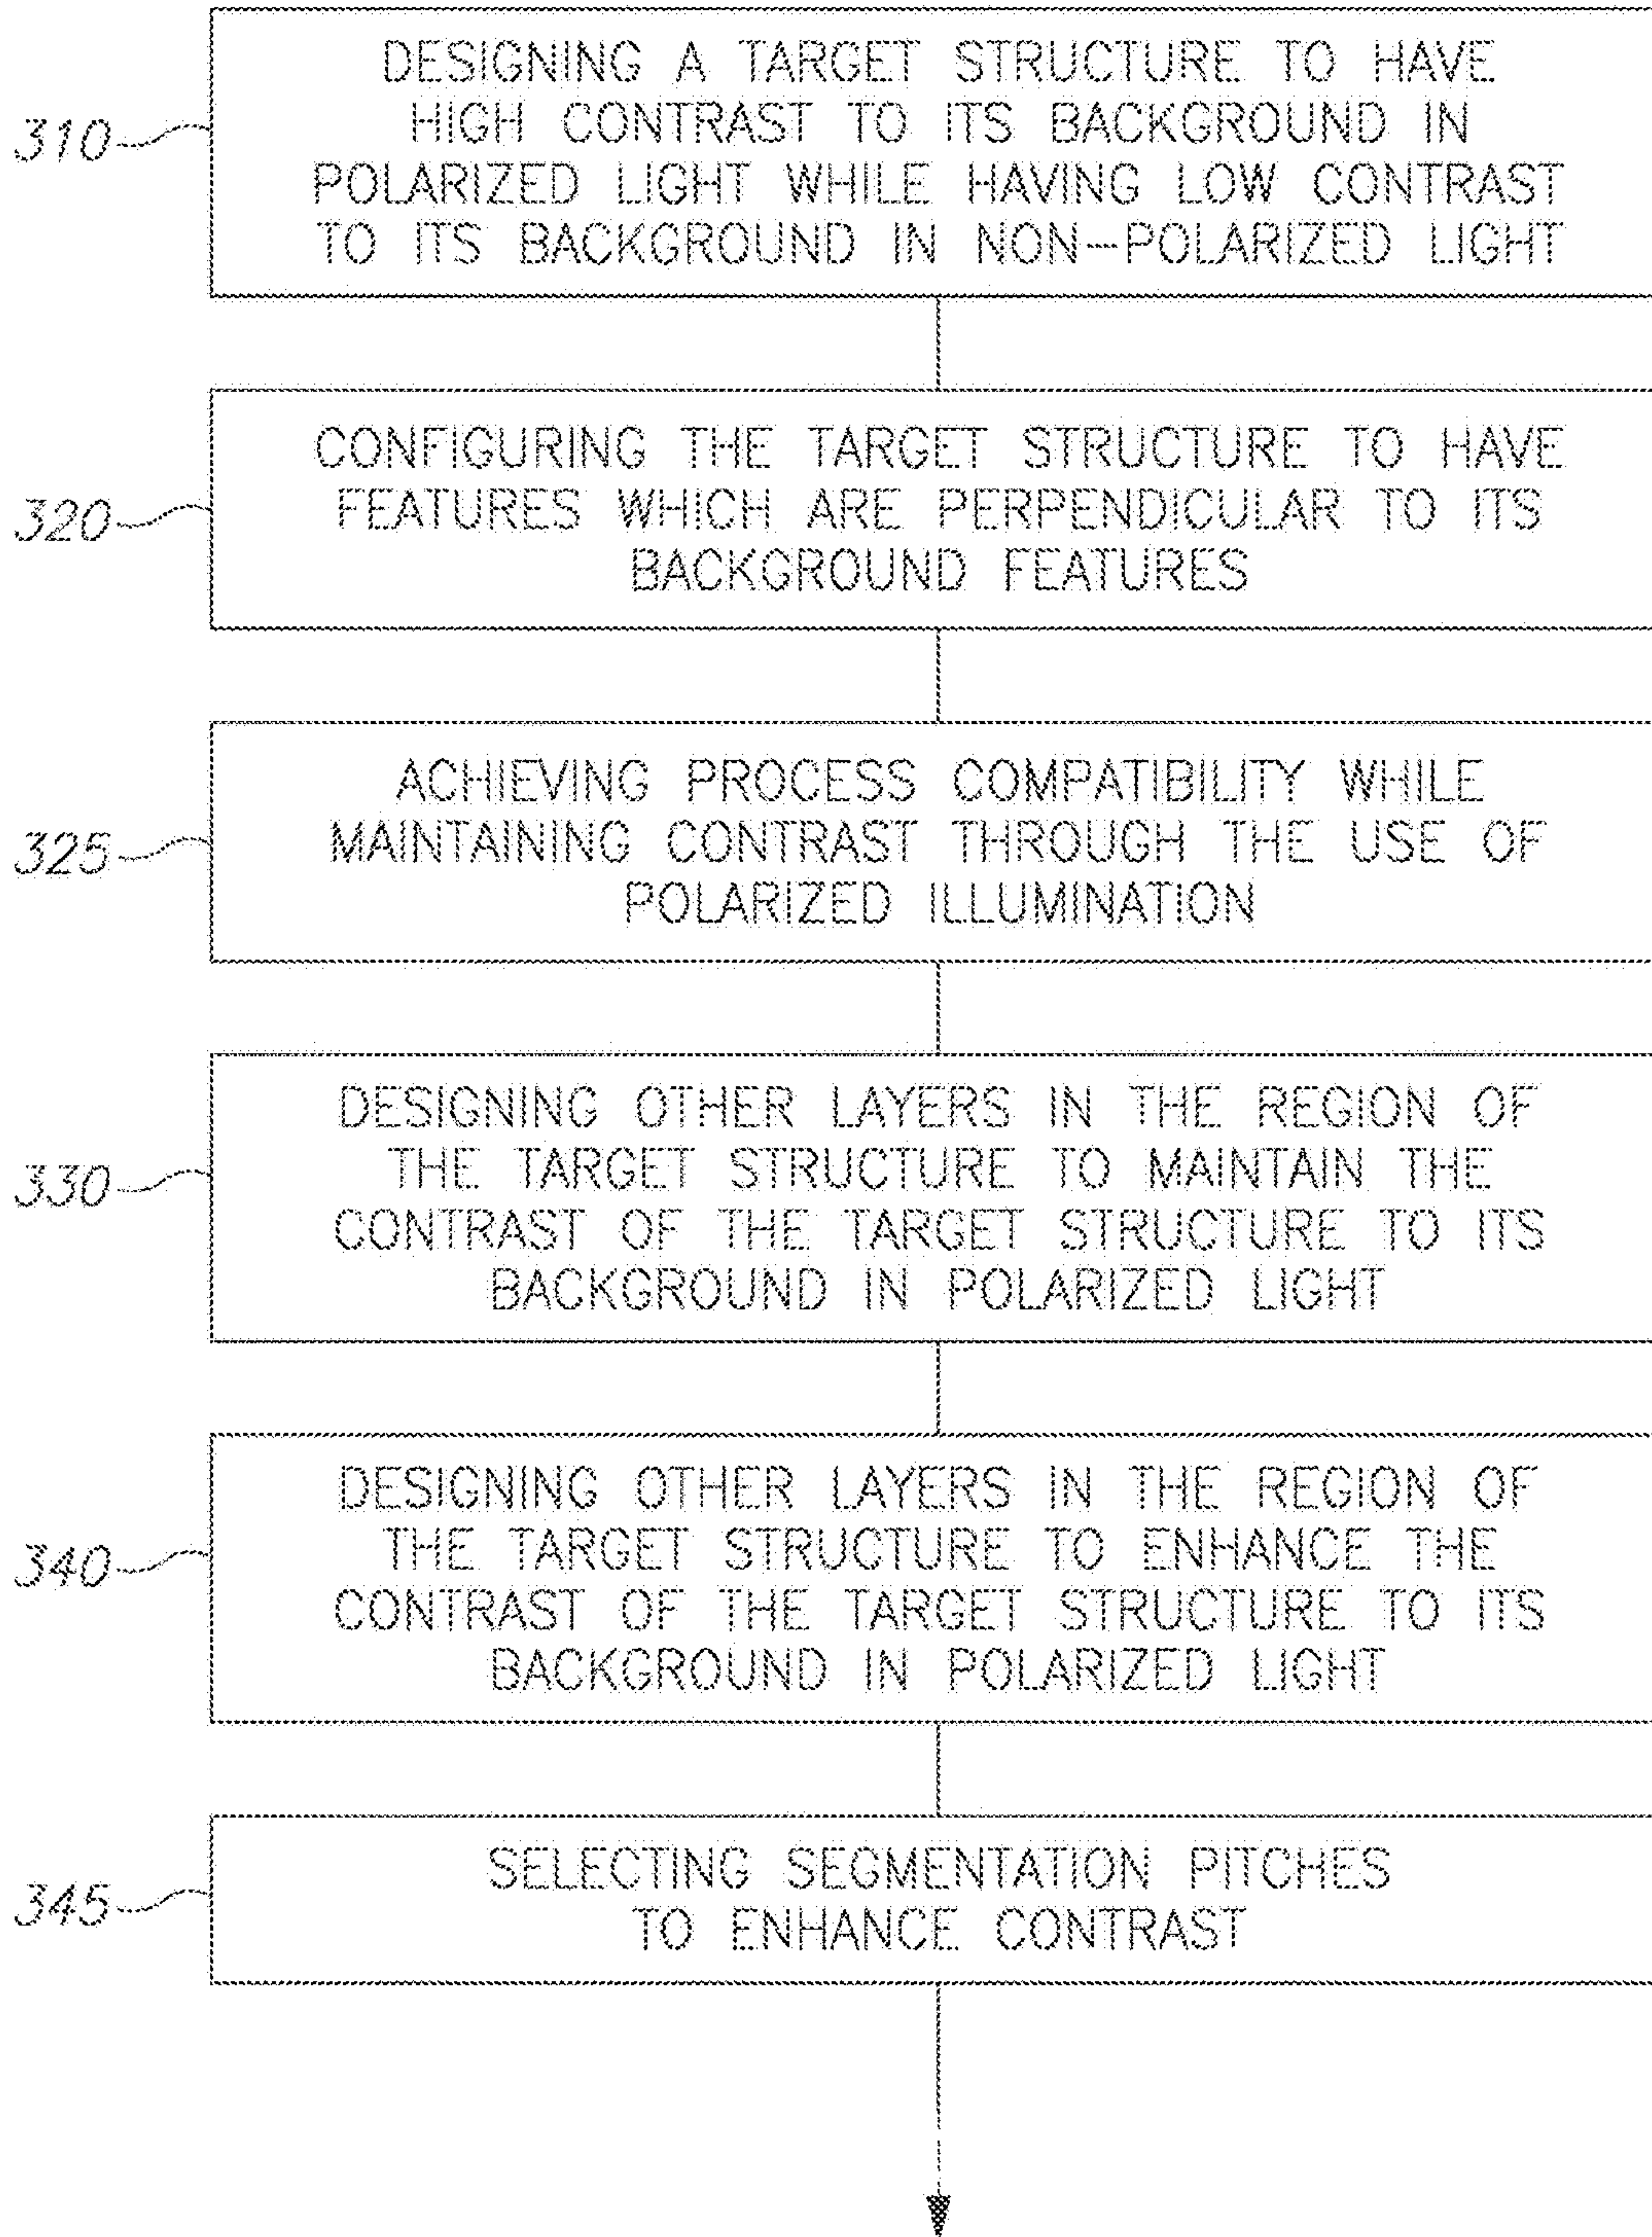 DESIGNING A TARGET STRUCTURE TO HAVE
HIGH CONTRAST TO ITS BACKGROUND IN
310
POLARIZED LIGHT WHILE HAVING LOW CONTRAST
TO ITS BACKGROUND IN NON-POLARIZED LIGHT
CONFIGURING THE TARGET STRUCTURE TO HAVE
320
FEATURES WHICH ARE PERPENDICULAR TO ITS
BACKGROUND FEATURES
ACHIEVING PROCESS COMPATIBILITY WHILE
325
MAINTAINING CONTRAST THROUGH THE USE OF
POLARIZED ILLUMINATION
DESIGNING OTHER LAYERS IN THE REGION OF
THE TARGET STRUCTURE TO MAINTAIN THE
330
CONTRAST OF THE TARGET STRUCTURE TO ITS
BACKGROUND IN POLARIZED LIGHT
DESIGNING OTHER LAYERS IN THE REGION OF
THE TARGET STRUCTURE TO ENHANCE THE
340
CONTRAST OF THE TARGET STRUCTURE TO ITS
BACKGROUND IN POLARIZED LIGHT
SELECTING SEGMENTATION PITCHES
345
TO ENHANCE CONTRAST